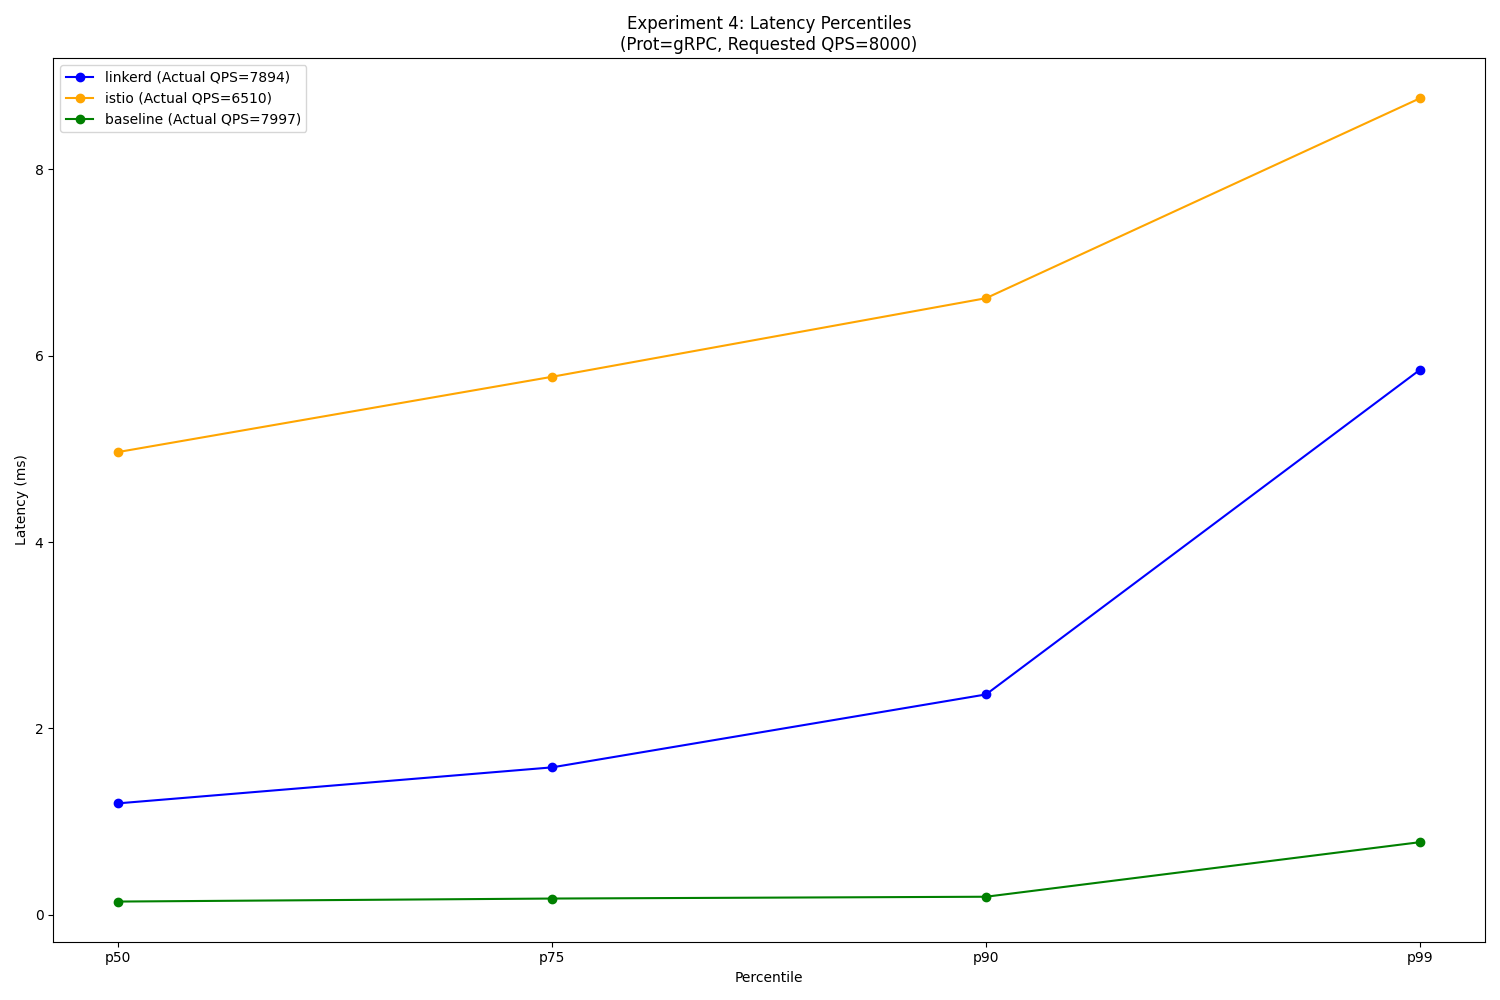 Experiment 4: Latency Percentiles
(Prot=gRPC, Requested QPS=8000)
linkerd (Actual QPS=7894)
istio (Actual QPS=6510)
baseline (Actual QPS=7997)
Latency (ms)
8
6
4
2
0
p50
p75
p90
p99
Percentile